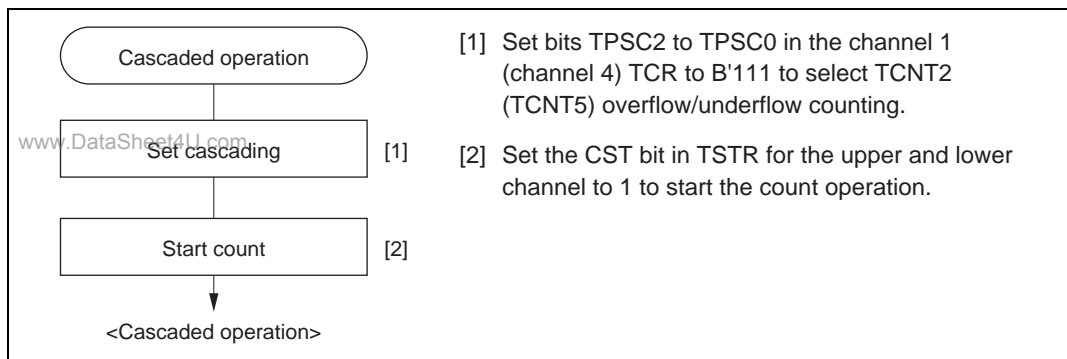 Cascaded operation
www.DataSheet4U.com
Set cascading [1]
Start count [2]
<Cascaded operation>
[1] Set bits TPSC2 to TPSC0 in the channel 1
(channel 4) TCR to B'111 to select TCNT2
(TCNT5) overflow/underflow counting.
[2] Set the CST bit in TSTR for the upper and lower
channel to 1 to start the count operation.